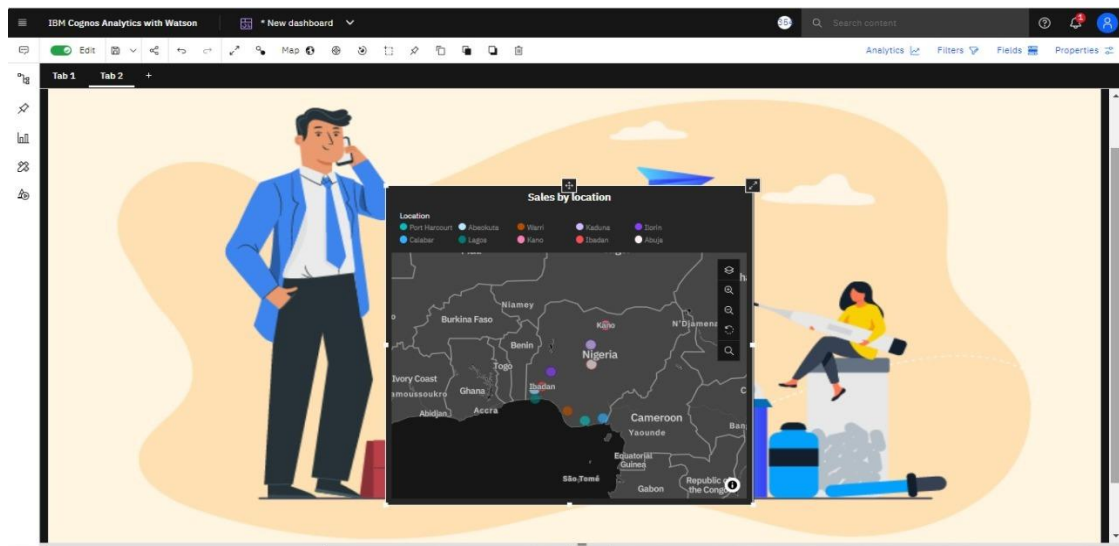 IBM Cognos Analytics with Watson
* New dashboard
Search content
Edit
Map
Analytics
Filters
Fields
Properties
Tab 1
Tab 2
+
Sales by location
Location
Port Harcourt Abeokuta Warri Kaduna Ilorin
Calabar Lagos Kano Ibadan Abuja
Niamey
Burkina Faso
Kano
N'Djamena
Benin
Nigeria
Togo
Ivory Coast
Ibadan
Ghana
Abidjan
Accra
Cameroon
Yaounde
Equatorial
Guinea
São Tomé
Gabon
Republic of
the Congo